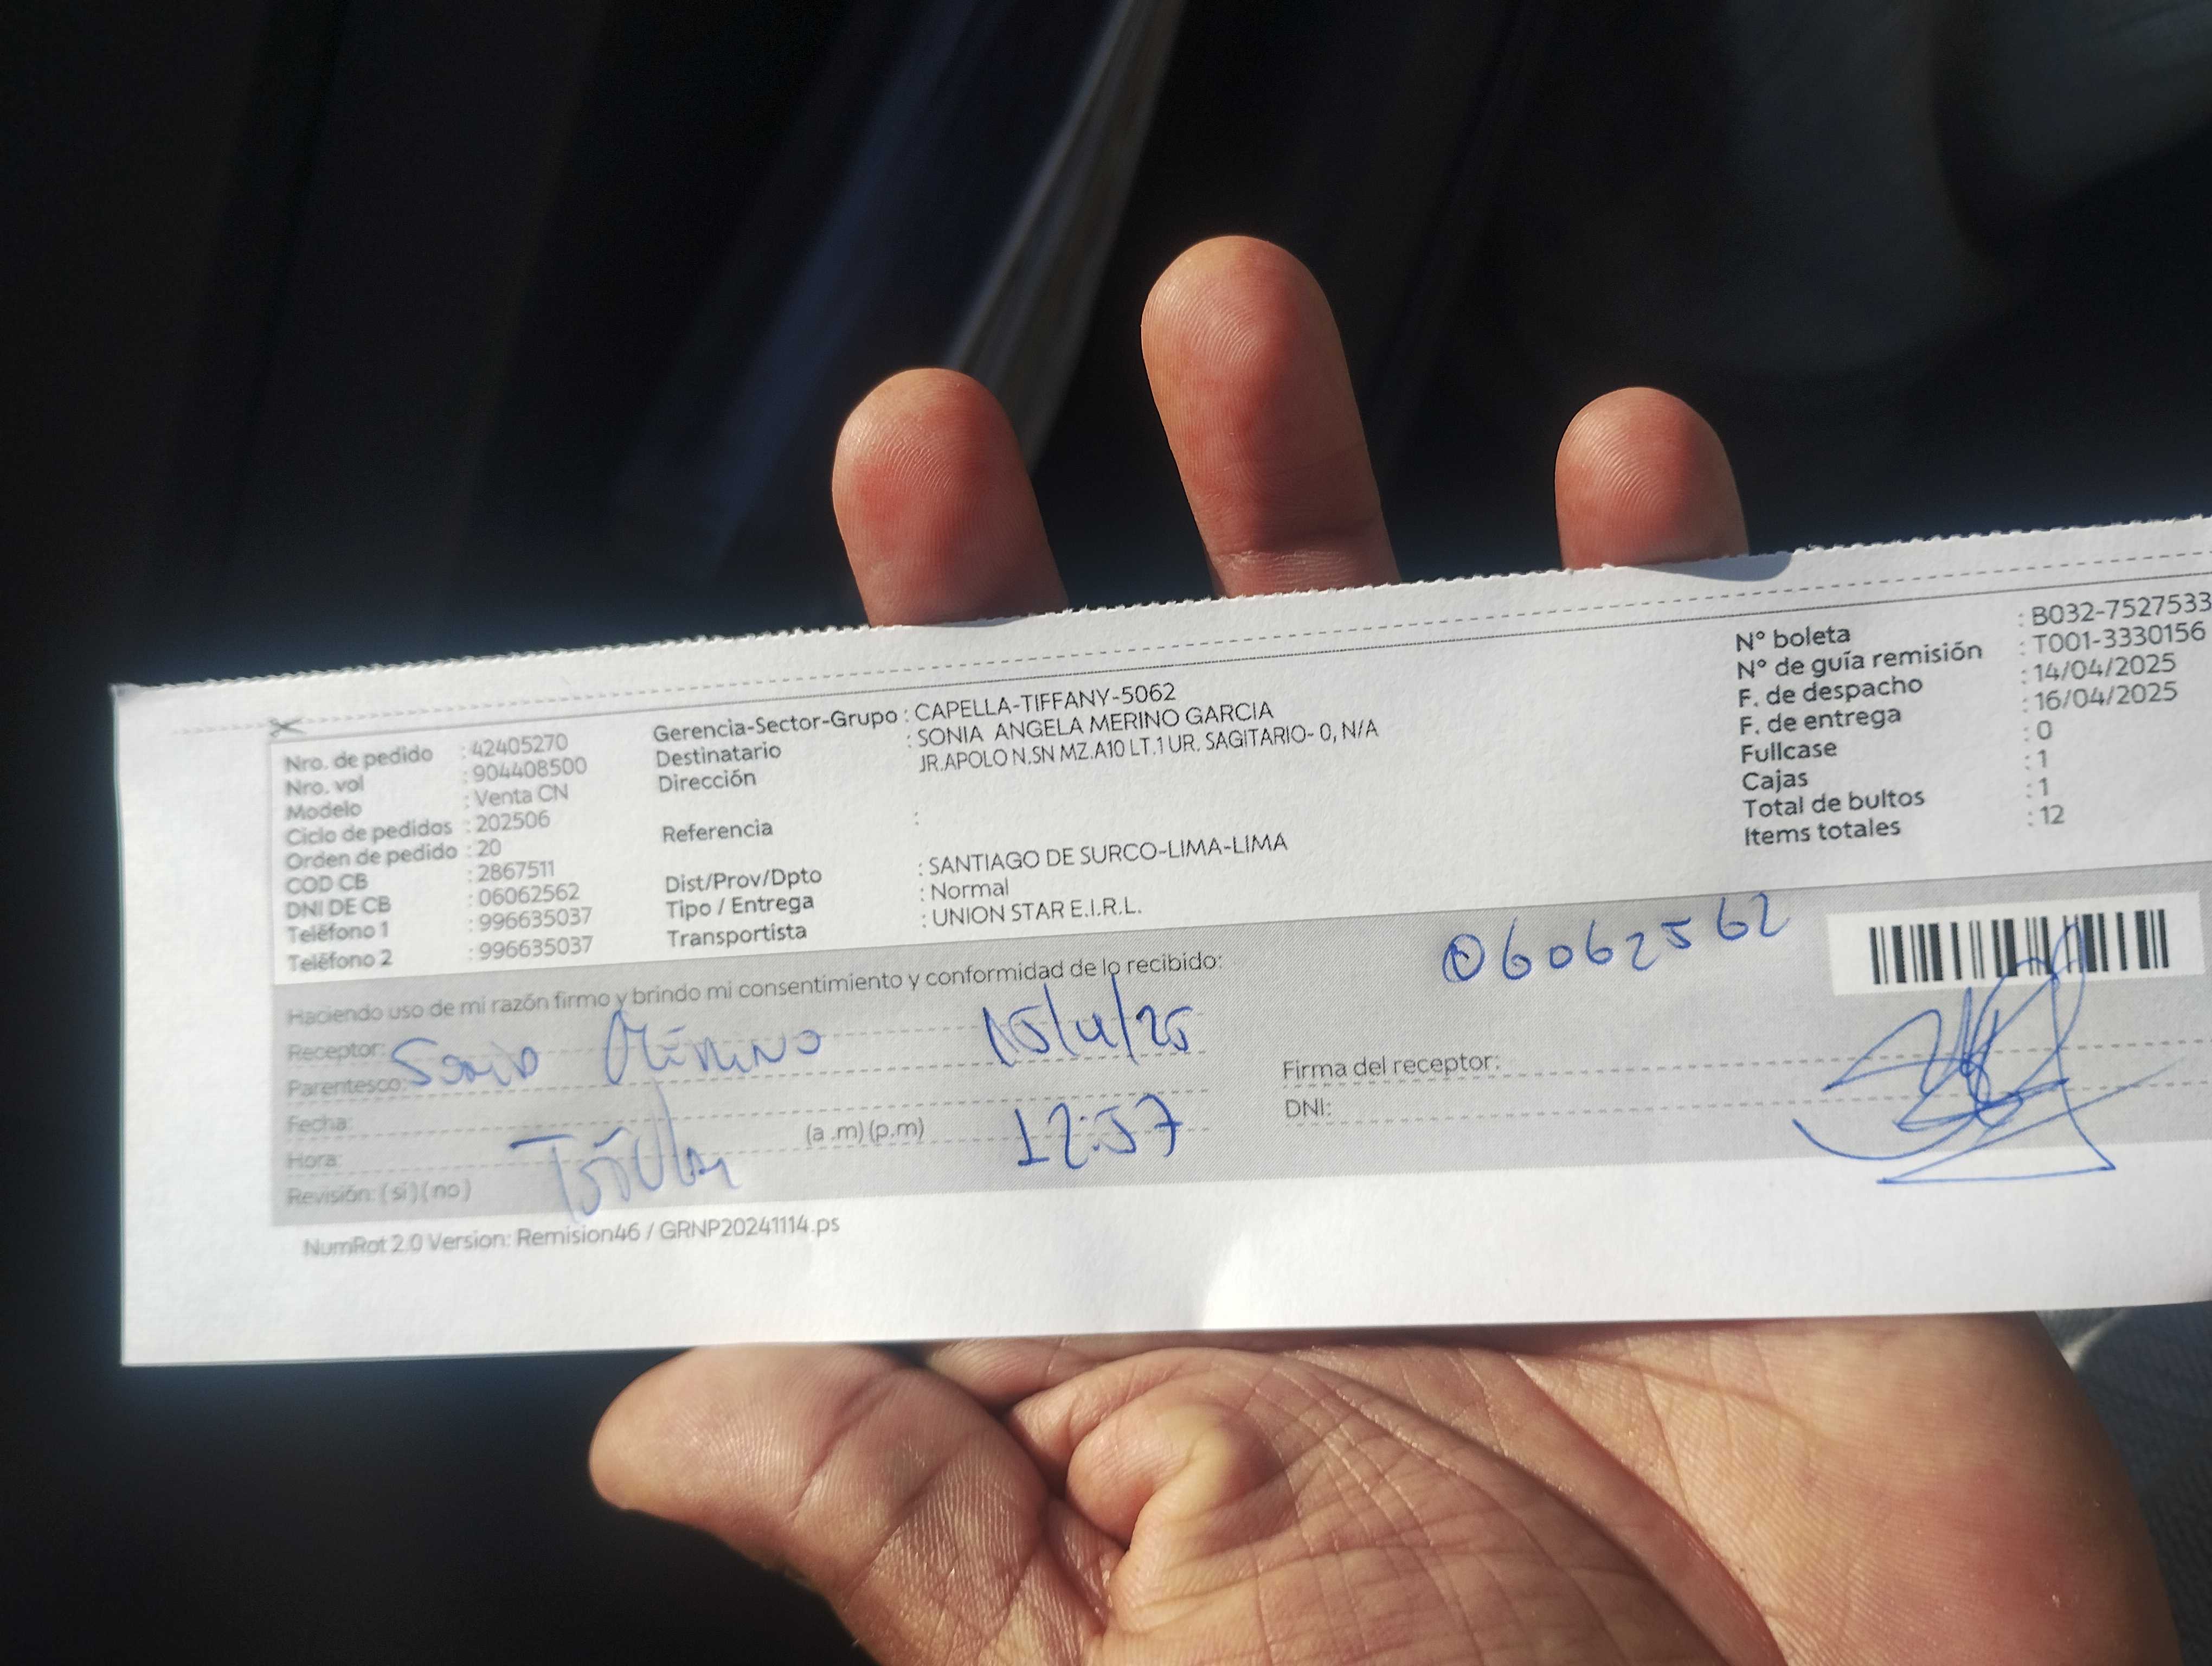 Nro. de pedido : 42405270
Nro. vol : 904408500
Modelo : Venta CN
Ciclo de pedidos : 202506
Orden de pedido : 20
COD CB : 2867511
DNI DE CB : 06062562
Teléfono 1 : 996635037
Teléfono 2 : 996635037
Gerencia-Sector-Grupo : CAPELLA-TIFFANY-5062
Destinatario : SONIA ANGELA MERINO GARCIA
Dirección JR.APOLO N.SN MZ.A10 LT.1 UR. SAGITARIO- 0, N/A
Referencia :
Dist/Prov/Dpto : SANTIAGO DE SURCO-LIMA-LIMA
Tipo / Entrega : Normal
Transportista : UNION STAR E.I.R.L.
N° boleta : B032-7527533
N° de guía remisión : T001-3330156
F. de despacho : 14/04/2025
F. de entrega : 16/04/2025
Fullcase : 0
Cajas : 1
Total de bultos : 1
Items totales : 12
Haciendo uso de mi razón firmo y brindo mi consentimiento y conformidad de lo recibido:
Receptor: Sonia Merino 15/4/25
Parentesco:
Fecha:
Hora: (a .m) (p.m) 12:57
Revisión: ( si ) ( no )
06062562
Firma del receptor:
DNI:
NumRot 2.0 Version: Remision46 / GRNP20241114.ps